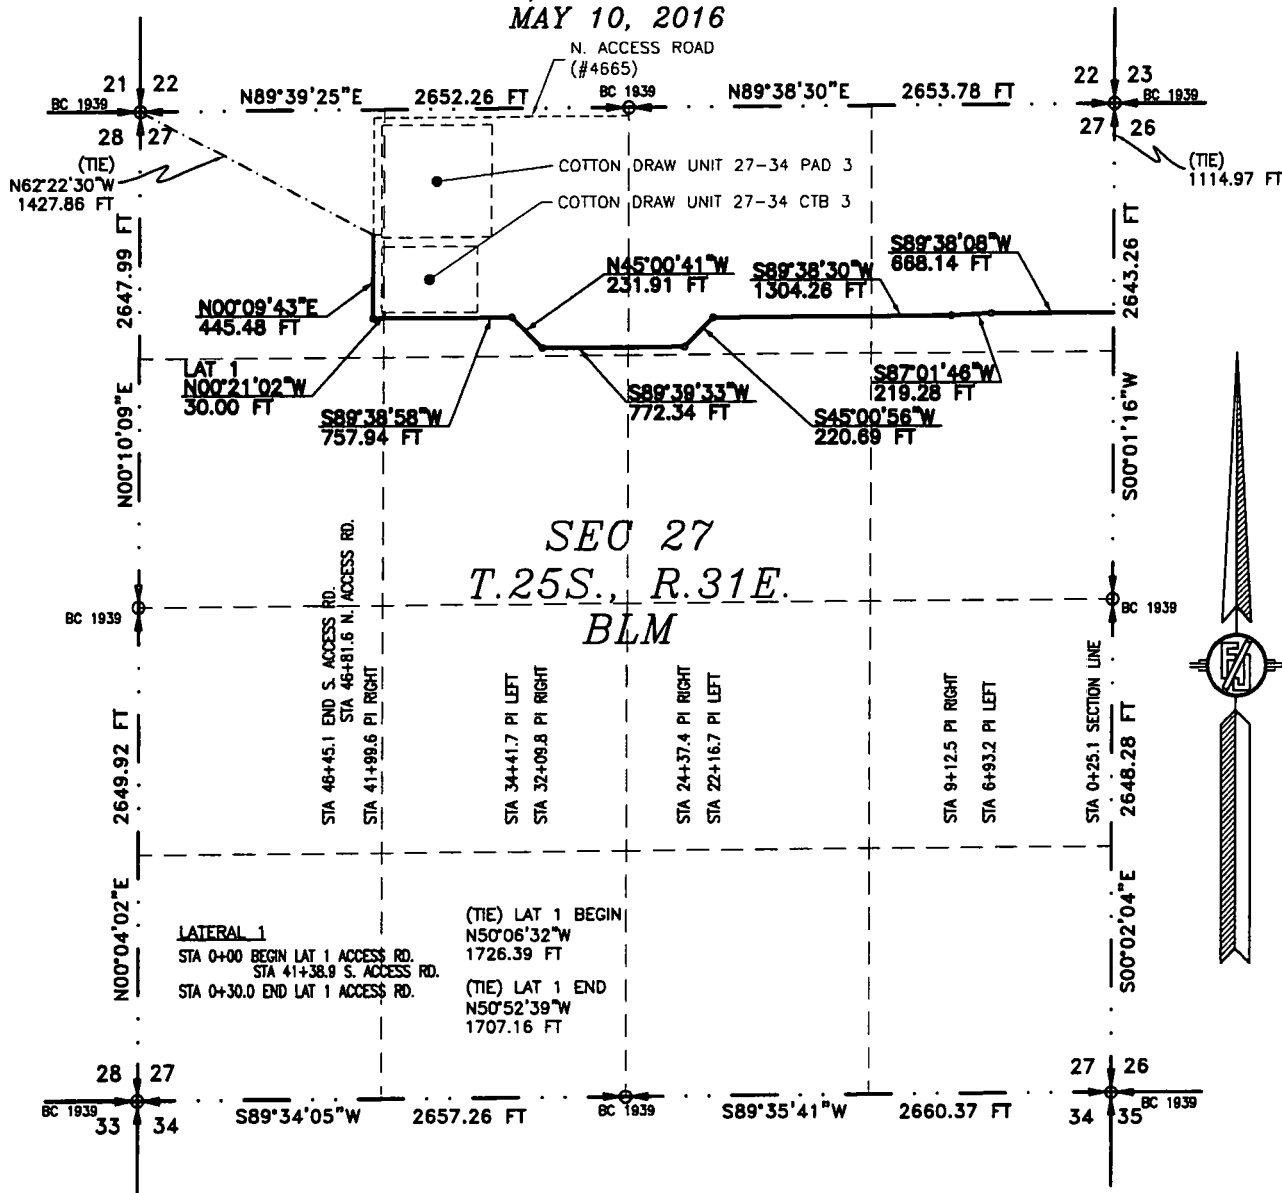 MAY 10, 2016
N. ACCESS ROAD
(#4665)
21 22
BC 1939
N89°39'25"E 2652.26 FT
BC 1939
N89°38'30"E 2653.78 FT
22 23
BC 1939
28 27
27 26
(TIE)
N62°22'30"W
1427.86 FT
(TIE)
1114.97 FT
COTTON DRAW UNIT 27-34 PAD 3
COTTON DRAW UNIT 27-34 CTB 3
2647.99 FT
N00°10'09"E
2643.26 FT
S00°01'16"W
N00°09'43"E
445.48 FT
N45°00'41"W
231.91 FT
S89°38'30"W
1304.26 FT
S89°38'08"W
668.14 FT
LAT 1
N00°21'02"W
30.00 FT
S89°38'58"W
757.94 FT
S89°39'33"W
772.34 FT
S45°00'56"W
220.69 FT
S87°01'46"W
219.28 FT
SEC 27
T.25S., R.31E.
BLM
BC 1939
BC 1939
STA 46+45.1 END S. ACCESS RD.
STA 46+81.6 N. ACCESS RD.
STA 41+99.6 PI RIGHT
STA 34+41.7 PI LEFT
STA 32+09.8 PI RIGHT
STA 24+37.4 PI RIGHT
STA 22+16.7 PI LEFT
STA 9+12.5 PI RIGHT
STA 6+93.2 PI LEFT
STA 0+25.1 SECTION LINE
2649.92 FT
N00°04'02"E
2648.28 FT
S00°02'04"E
LATERAL 1
STA 0+00 BEGIN LAT 1 ACCESS RD.
STA 41+38.9 S. ACCESS RD.
STA 0+30.0 END LAT 1 ACCESS RD.
(TIE) LAT 1 BEGIN
N50°06'32"W
1726.39 FT
(TIE) LAT 1 END
N50°52'39"W
1707.16 FT
28 27
BC 1939
33 34
S89°34'05"W 2657.26 FT
BC 1939
S89°35'41"W 2660.37 FT
27 26
BC 1939
34 35